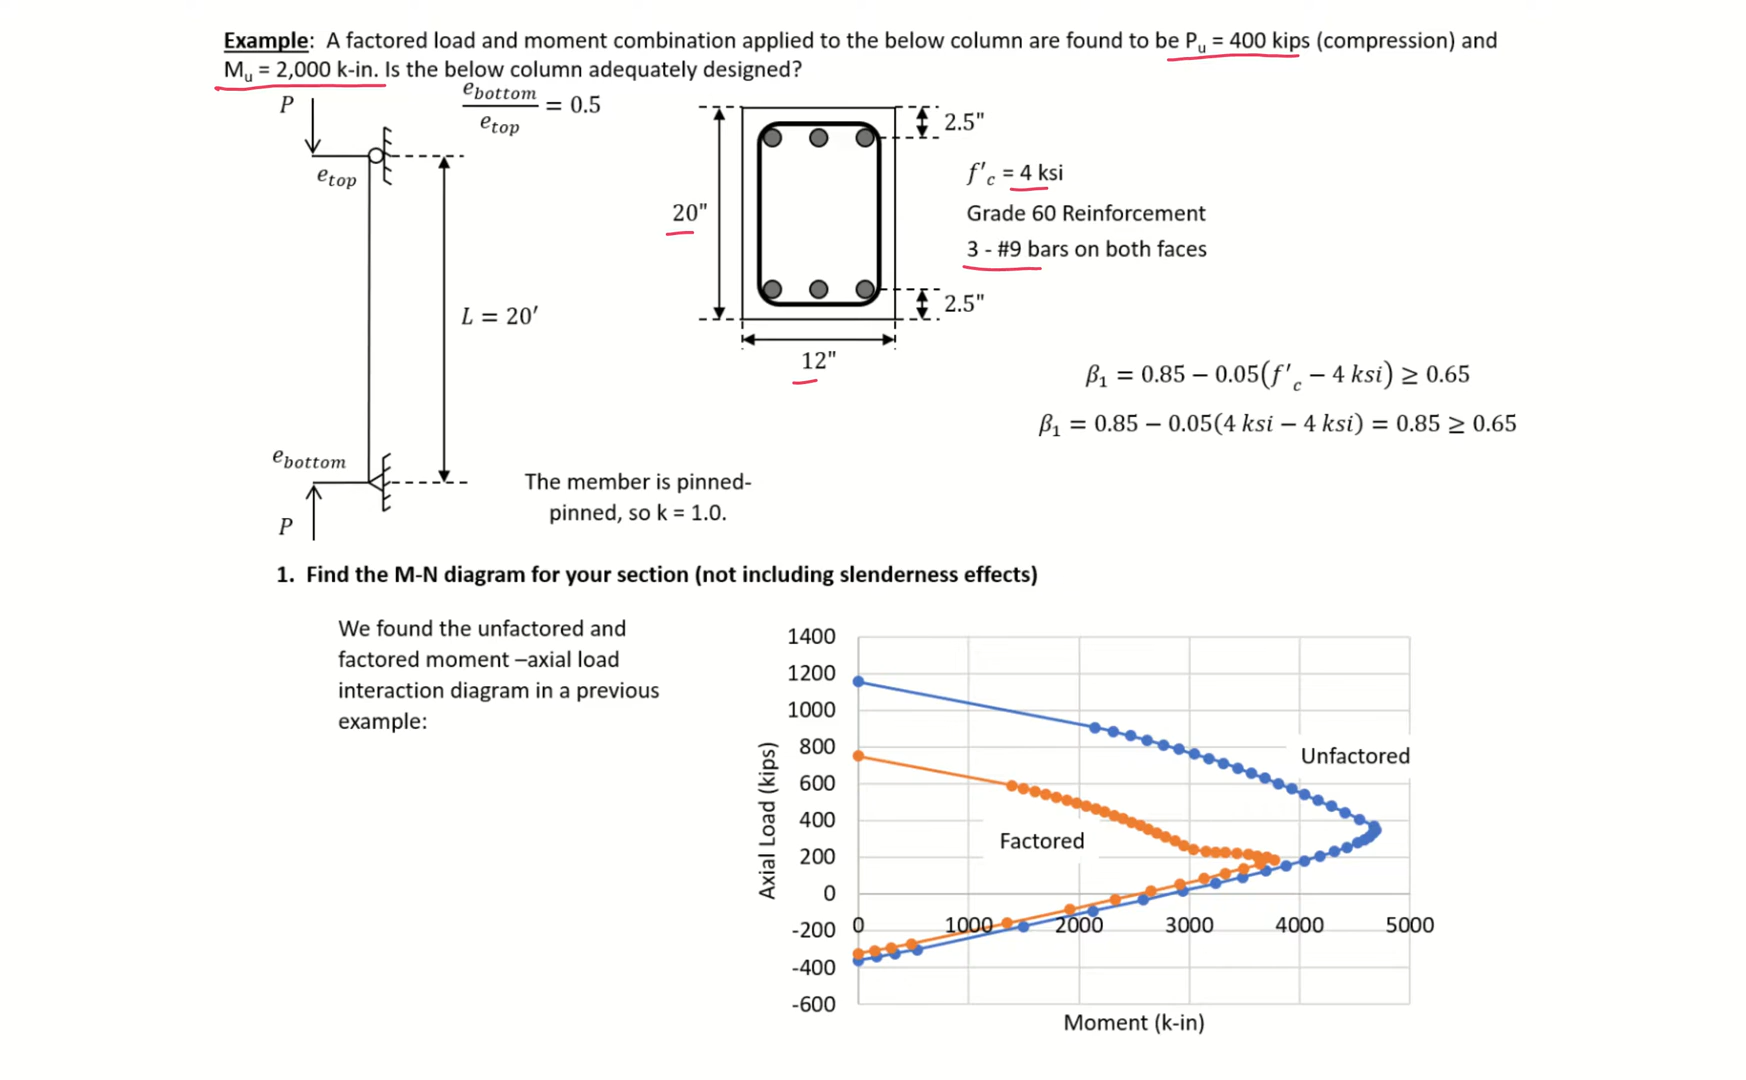 Example: A factored load and moment combination applied to the below column are found to be Pᵤ = 400 kips (compression) and
Mᵤ = 2,000 k-in. Is the below column adequately designed?
P
e_bottom / e_top = 0.5
e_top
L = 20′
e_bottom
P
The member is pinned-
pinned, so k = 1.0.
20"
12"
2.5"
f'c = 4 ksi
Grade 60 Reinforcement
3 - #9 bars on both faces
2.5"
β₁ = 0.85 − 0.05(f'c − 4 ksi) ≥ 0.65
β₁ = 0.85 − 0.05(4 ksi − 4 ksi) = 0.85 ≥ 0.65
1. Find the M-N diagram for your section (not including slenderness effects)
We found the unfactored and
factored moment –axial load
interaction diagram in a previous
example:
Axial Load (kips)
1400
1200
1000
800
600
400
200
0
-200
-400
-600
Unfactored
Factored
0 1000 2000 3000 4000 5000
Moment (k-in)